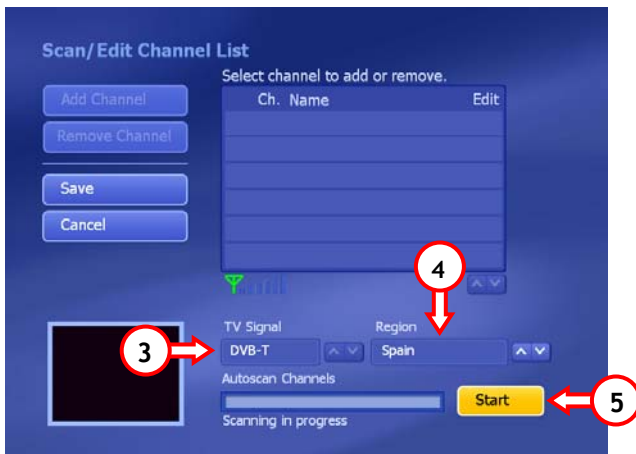 Scan/Edit Channel List
Select channel to add or remove.
Add Channel
Remove Channel
Save
Cancel
Ch. Name Edit
4
TV Signal Region
3
DVB-T Spain
Autoscan Channels
Start
5
Scanning in progress